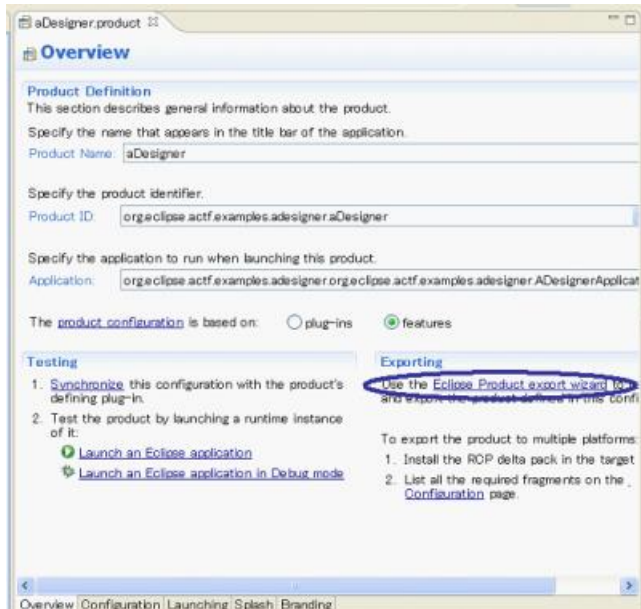 aDesigner.product
Overview
Product Definition
This section describes general information about the product.
Specify the name that appears in the title bar of the application.
Product Name: aDesigner
Specify the product identifier.
Product ID: org.eclipse.actf.examples.adesigner.aDesigner
Specify the application to run when launching this product.
Application: org.eclipse.actf.examples.adesigner.org.eclipse.actf.examples.adesigner.ADesignerApplicat
The product configuration is based on: plug-ins features
Testing
1. Synchronize this configuration with the product's
defining plug-in.
2. Test the product by launching a runtime instance
of it:
Launch an Eclipse application
Launch an Eclipse application in Debug mode
Exporting
Use the Eclipse Product export wizard to
and export the product defined in this confi
To export the product to multiple platforms:
1. Install the RCP delta pack in the target
2. List all the required fragments on the
Configuration page.
Overview Configuration Launching Splash Branding